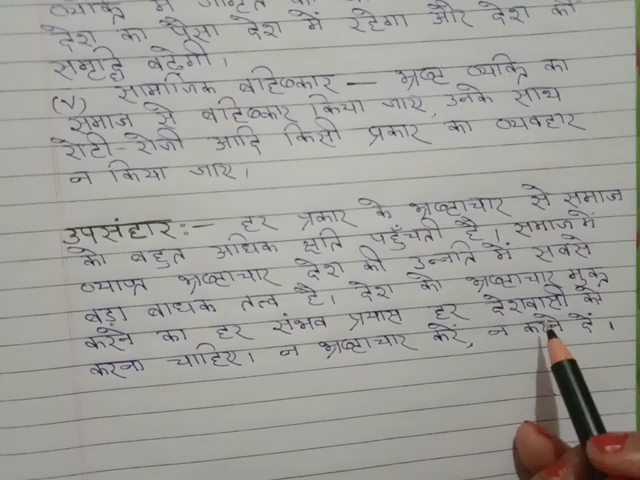 व्यक्ति में जागृत
देश का पैसा देश में रहेगा और देश की
समृद्धि बढ़ेगी।
(v) सामाजिक बहिष्कार — भ्रष्ट व्यक्ति का
समाज से बहिष्कार किया जाए, उनके साथ
रोटी-रोजी आदि किसी प्रकार का व्यवहार
न किया जाए।
उपसंहार:- हर प्रकार के भ्रष्टाचार से समाज
को बहुत अधिक क्षति पहुँचती है। समाज में
व्याप्त भ्रष्टाचार देश की उन्नति में सबसे
बड़ा बाधक तत्व है। देश को भ्रष्टाचार मुक्त
करने का हर संभव प्रयास हर देशवासी को
करना चाहिए। न भ्रष्टाचार करें, न करने दें।